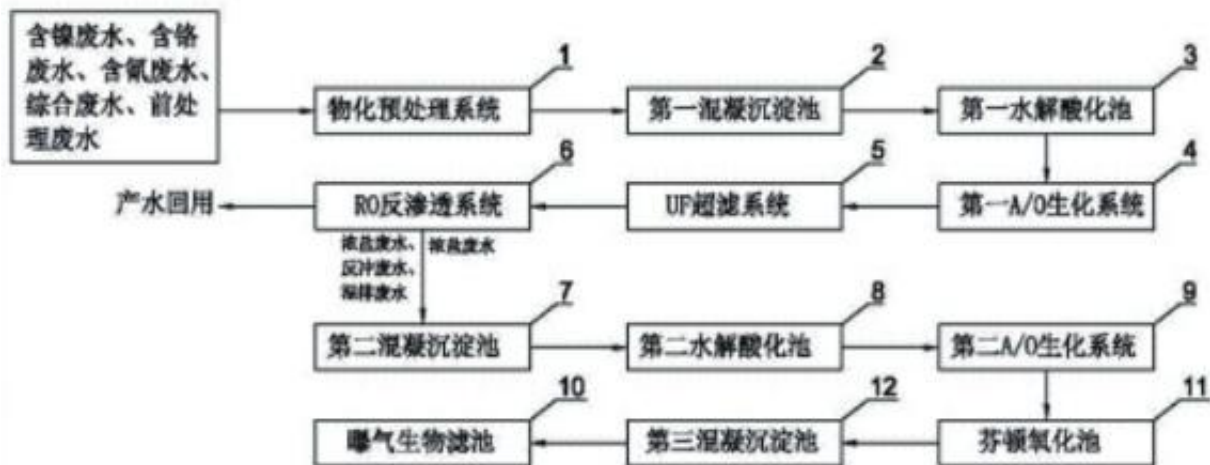 含镍废水、含铬
废水、含氰废水、
综合废水、前处
理废水
1
物化预处理系统
2
第一混凝沉淀池
3
第一水解酸化池
4
第一A/O生化系统
5
UF超滤系统
6
RO反渗透系统
产水回用
浓盐废水、
反冲废水、
混排废水
浓盐废水
7
第二混凝沉淀池
8
第二水解酸化池
9
第二A/O生化系统
11
芬顿氧化池
12
第三混凝沉淀池
10
曝气生物滤池